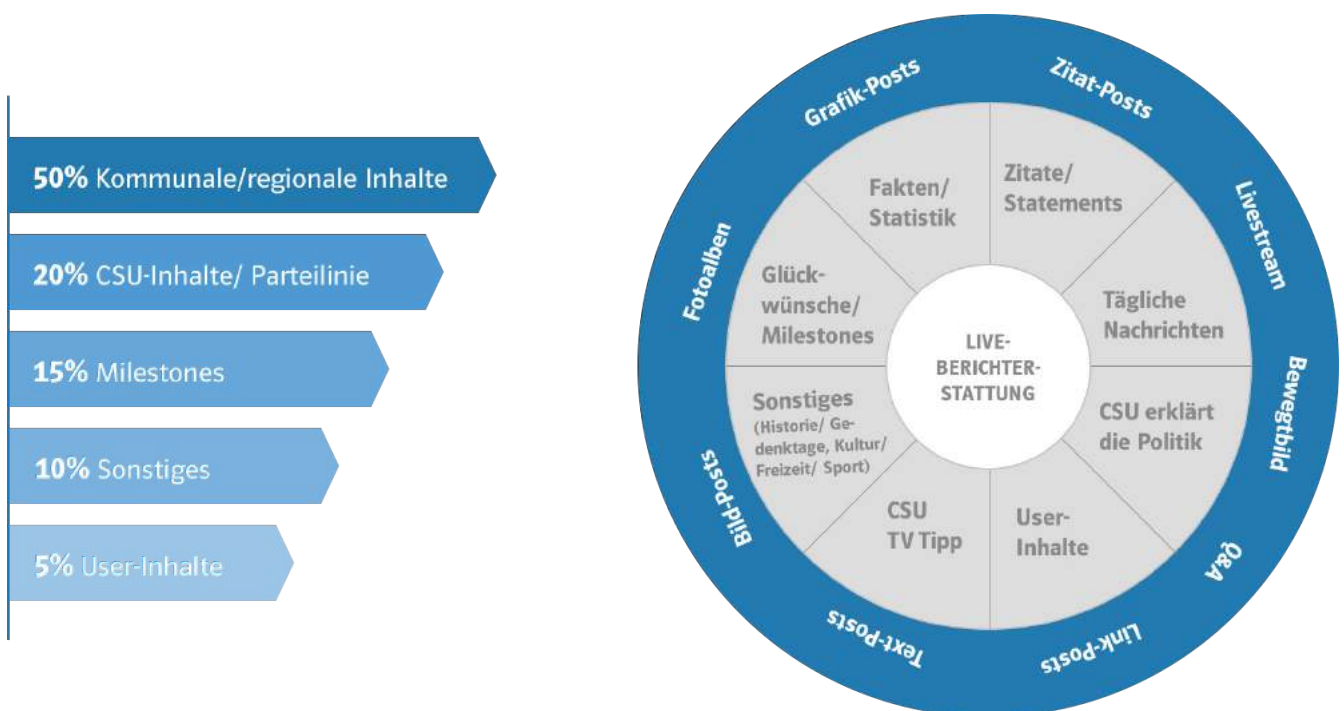 50% Kommunale/regionale Inhalte
20% CSU-Inhalte/ Parteilinie
15% Milestones
10% Sonstiges
5% User-Inhalte
Grafik-Posts
Zitat-Posts
Livestream
Bewegtbild
Q&A
Link-Posts
Text-Posts
Bild-Posts
Fotoalben
Fakten/
Statistik
Zitate/
Statements
Tägliche
Nachrichten
CSU erklärt
die Politik
User-
Inhalte
CSU
TV Tipp
Sonstiges
(Historie/ Ge-
denktage, Kultur/
Freizeit/ Sport)
Glück-
wünsche/
Milestones
LIVE-
BERICHTER-
STATTUNG